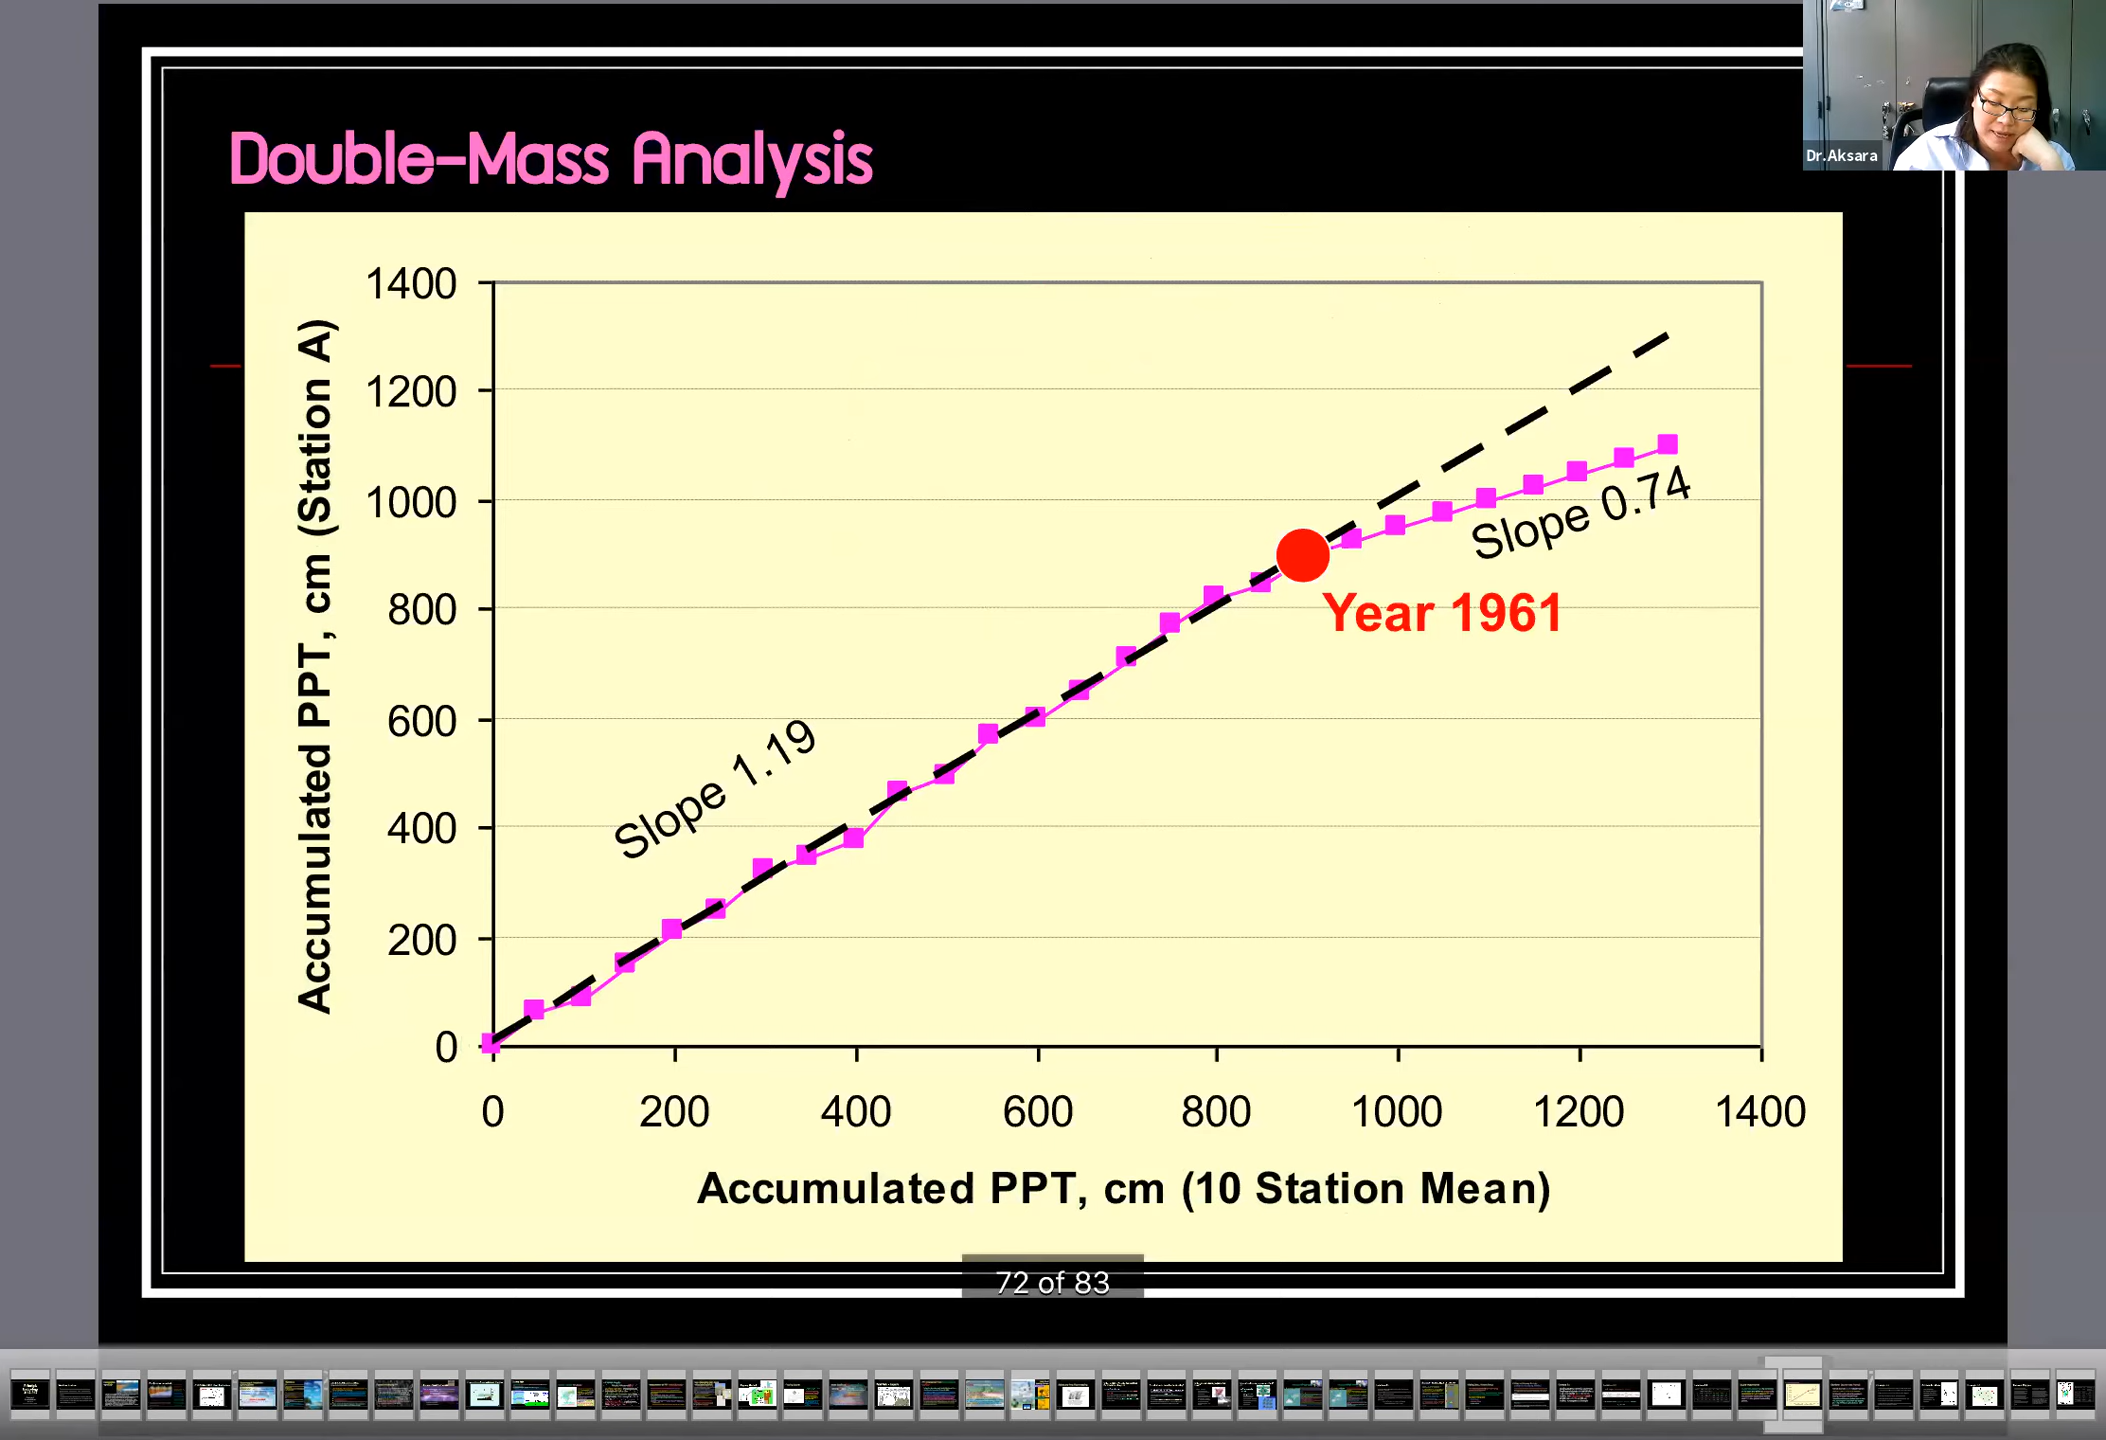 Dr.Aksara
Double-Mass Analysis
Accumulated PPT, cm (Station A)
1400
1200
1000
800
600
400
200
0
Slope 1.19
Slope 0.74
Year 1961
0 200 400 600 800 1000 1200 1400
Accumulated PPT, cm (10 Station Mean)
72 of 83